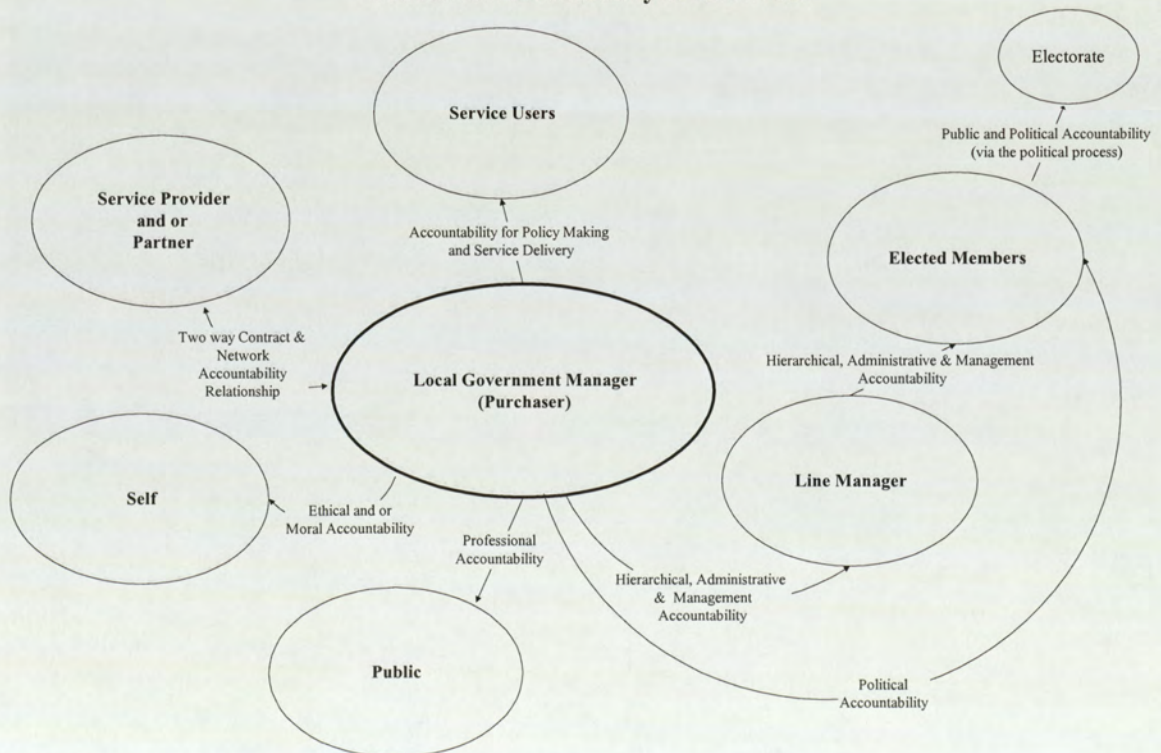 Electorate
Service Users
Public and Political Accountability
(via the political process)
Service Provider
and or
Partner
Accountability for Policy Making
and Service Delivery
Elected Members
Two way Contract &
Network
Accountability
Relationship
Hierarchical, Administrative & Management
Accountability
Local Government Manager
(Purchaser)
Line Manager
Self
Ethical and or
Moral Accountability
Professional
Accountability
Hierarchical, Administrative
& Management
Accountability
Public
Political
Accountability